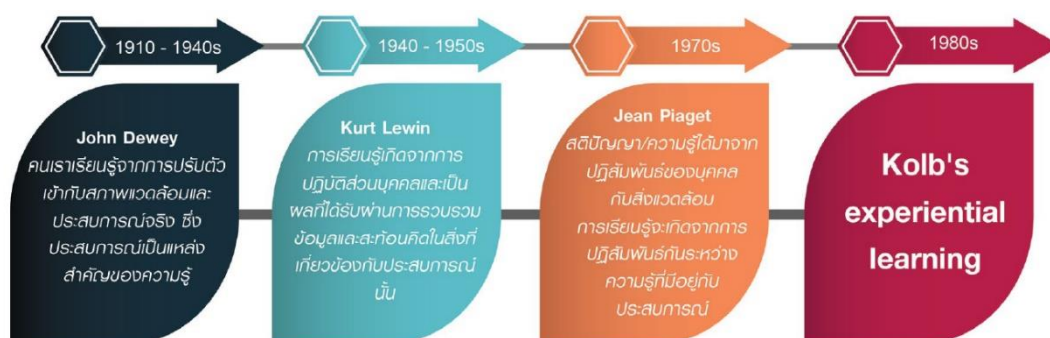 1910 - 1940s
1940 - 1950s
1970s
1980s
John Dewey
คนเราเรียนรู้จากการปรับตัว
เข้ากับสภาพแวดล้อมและ
ประสบการณ์จริง ซึ่ง
ประสบการณ์เป็นแหล่ง
สำคัญของความรู้
Kurt Lewin
การเรียนรู้เกิดจากการ
ปฏิบัติส่วนบุคคลและเป็น
ผลที่ได้รับผ่านการรวบรวม
ข้อมูลและสะท้อนคิดในสิ่งที่
เกี่ยวข้องกับประสบการณ์
นั้น
Jean Piaget
สติปัญญา/ความรู้ได้มาจาก
ปฏิสัมพันธ์ของบุคคล
กับสิ่งแวดล้อม
การเรียนรู้จะเกิดจากการ
ปฏิสัมพันธ์กันระหว่าง
ความรู้ที่มีอยู่กับ
ประสบการณ์
Kolb's
experiential
learning